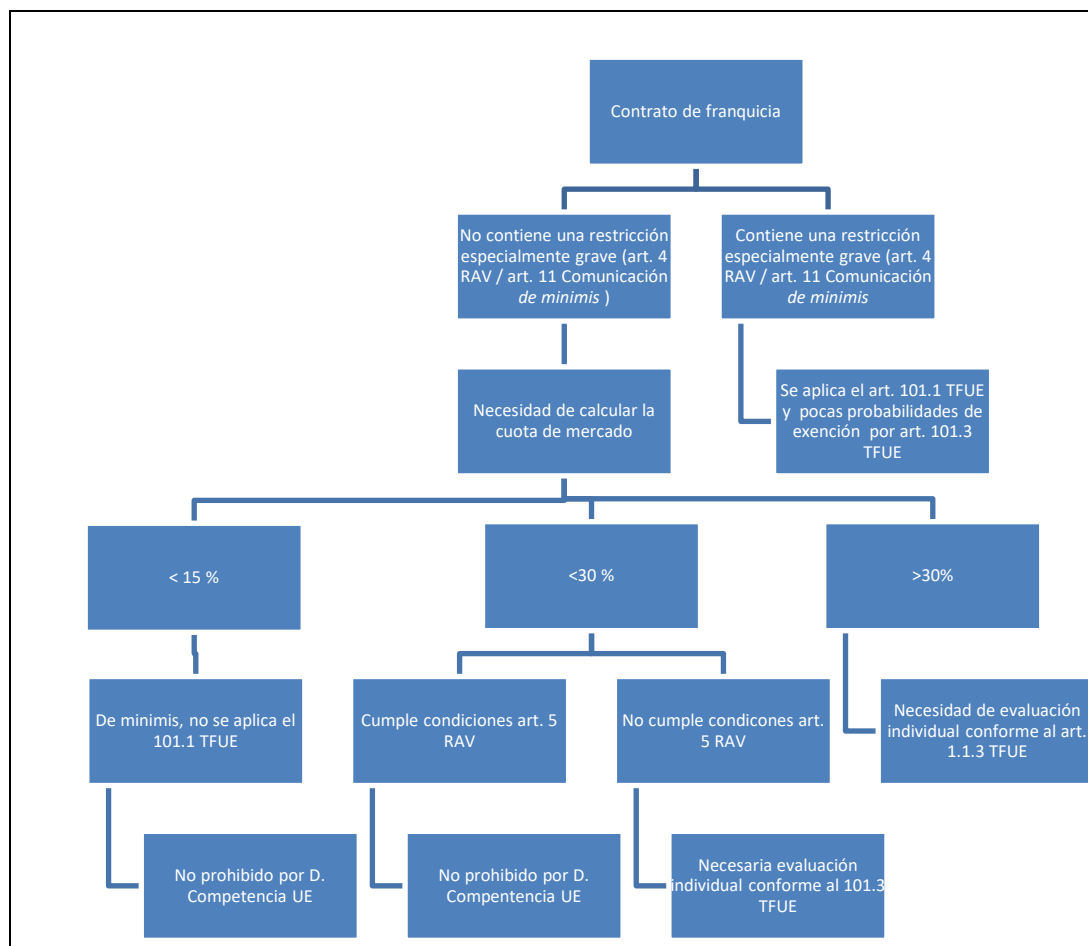 Contrato de franquicia
No contiene una restricción
especialmente grave (art. 4
RAV / art. 11 Comunicación
de minimis )
Contiene una restricción
especialmente grave (art. 4
RAV / art. 11 Comunicación
de minimis
Necesidad de calcular la
cuota de mercado
Se aplica el art. 101.1 TFUE
y pocas probabilidades de
exención por art. 101.3
TFUE
< 15 %
<30 %
>30%
De minimis, no se aplica el
101.1 TFUE
Cumple condiciones art. 5
RAV
No cumple condicones art.
5 RAV
Necesidad de evaluación
individual conforme al art.
1.1.3 TFUE
No prohibido por D.
Competencia UE
No prohibido por D.
Compentencia UE
Necesaria evaluación
individual conforme al 101.3
TFUE